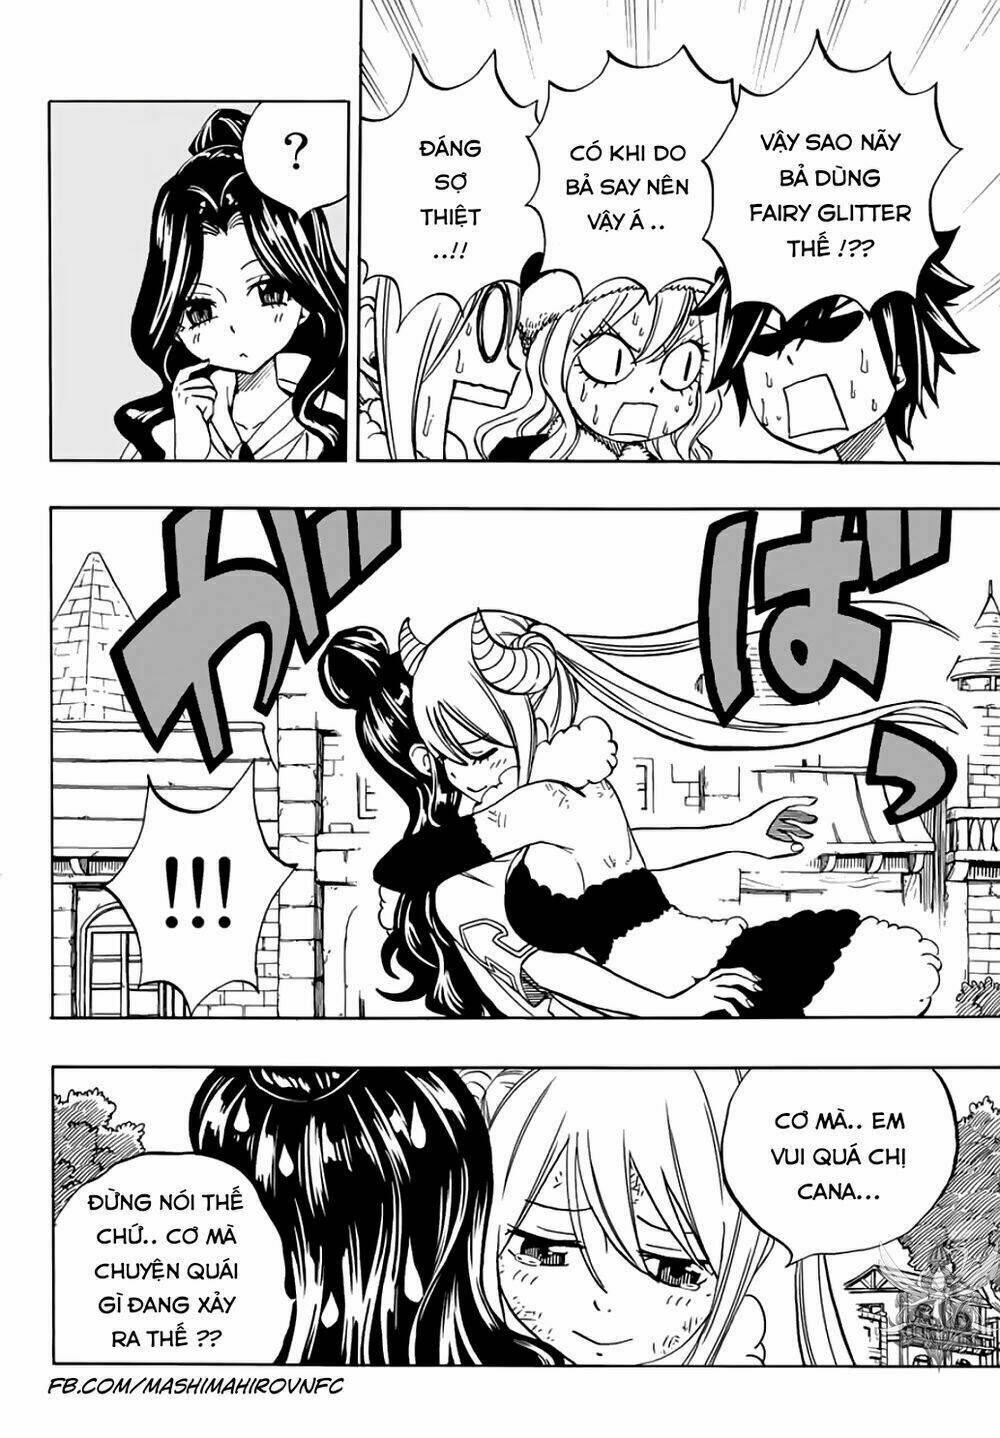 ?
ĐÁNG
SỢ
THIỆT
..!!
CÓ KHI DO
BẢ SAY NÊN
VẬY Á ..
VẬY SAO NÃY
BẢ DÙNG
FAIRY GLITTER
THẾ !??
が
ばっ
!!!
CƠ MÀ.. EM
VUI QUÁ CHỊ
CANA...
ĐỪNG NÓI THẾ
CHỨ.. CƠ MÀ
CHUYỆN QUÁI
GÌ ĐANG XẢY
RA THẾ ??
FB.COM/MASHIMAHIROVNFC